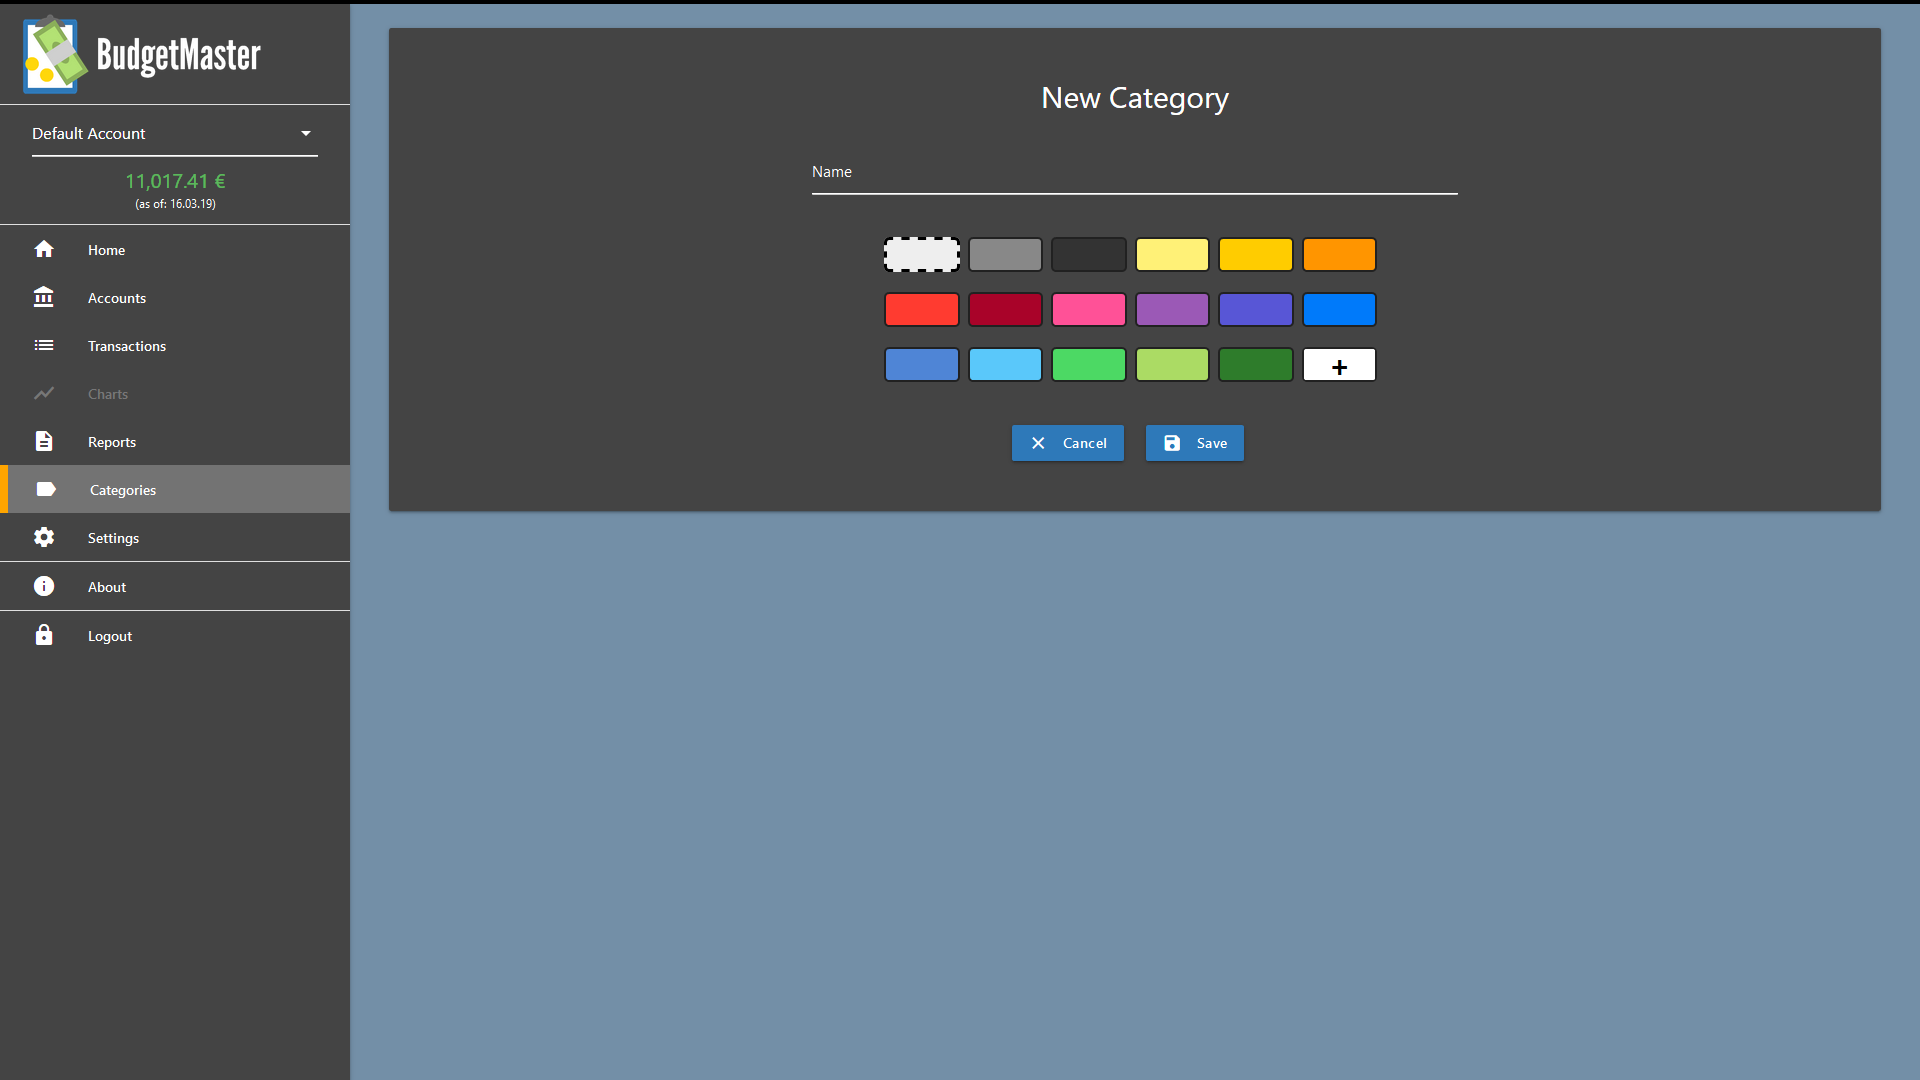 BudgetMaster
Default Account
11,017.41 €
(as of: 16.03.19)
Home
Accounts
Transactions
Charts
Reports
Categories
Settings
About
Logout
New Category
Name
+
Cancel
Save